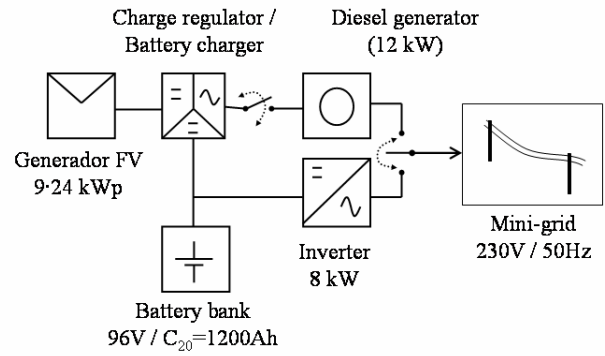 Charge regulator /
Battery charger
Diesel generator
(12 kW)
Generador FV
9·24 kWp
Inverter
8 kW
Mini-grid
230V / 50Hz
Battery bank
96V / C20=1200Ah